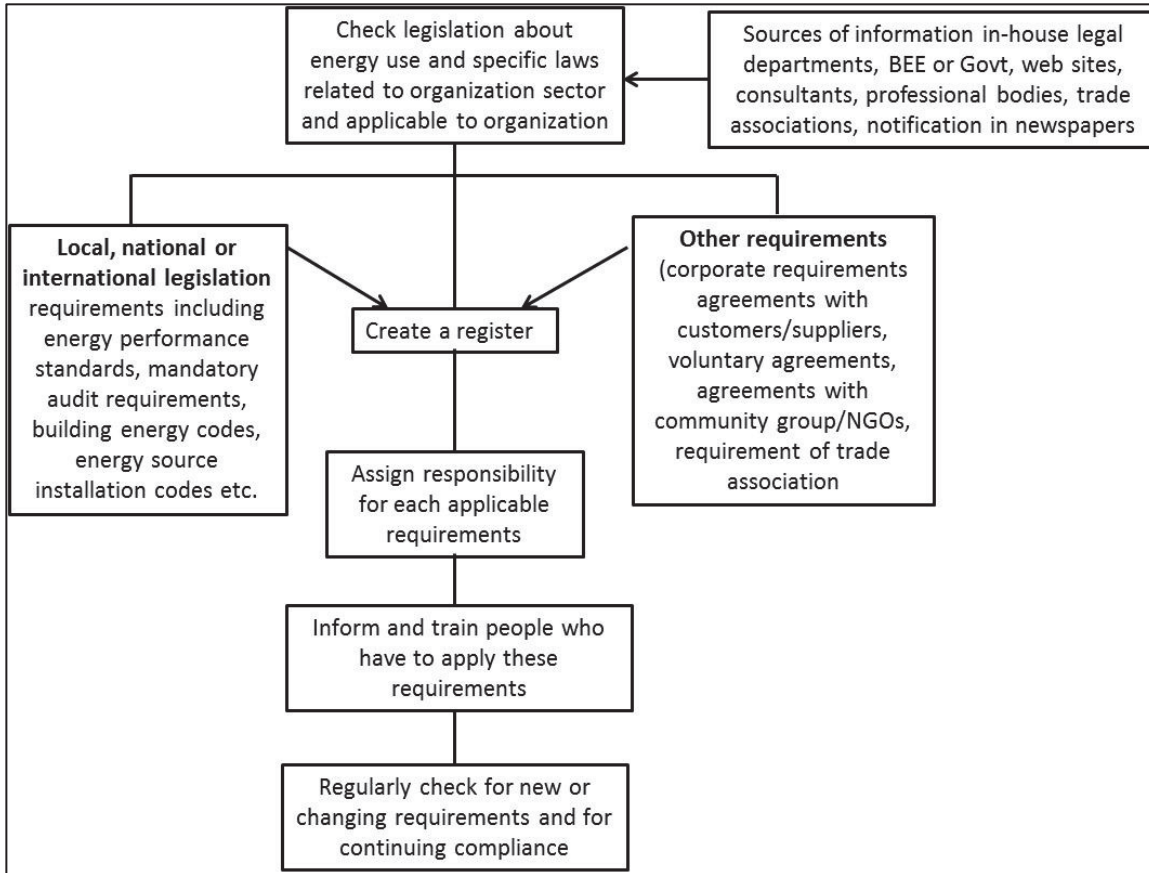 Check legislation about
energy use and specific laws
related to organization sector
and applicable to organization
Sources of information in-house legal
departments, BEE or Govt, web sites,
consultants, professional bodies, trade
associations, notification in newspapers
Local, national or
international legislation
requirements including
energy performance
standards, mandatory
audit requirements,
building energy codes,
energy source
installation codes etc.
Other requirements
(corporate requirements
agreements with
customers/suppliers,
voluntary agreements,
agreements with
community group/NGOs,
requirement of trade
association
Create a register
Assign responsibility
for each applicable
requirements
Inform and train people who
have to apply these
requirements
Regularly check for new or
changing requirements and for
continuing compliance